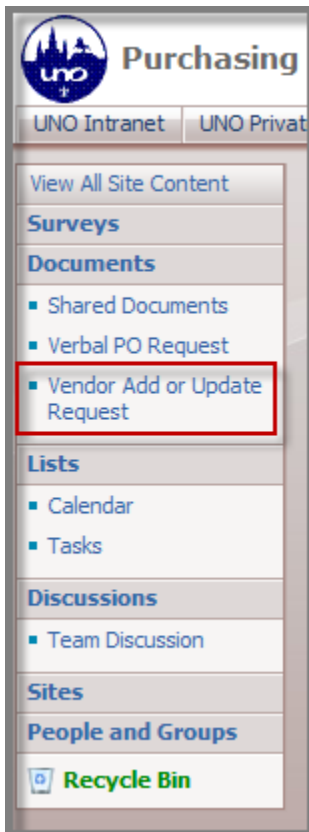 uno
Purchasing
UNO Intranet
UNO Privat
View All Site Content
Surveys
Documents
Shared Documents
Verbal PO Request
Vendor Add or Update
Request
Lists
Calendar
Tasks
Discussions
Team Discussion
Sites
People and Groups
Recycle Bin